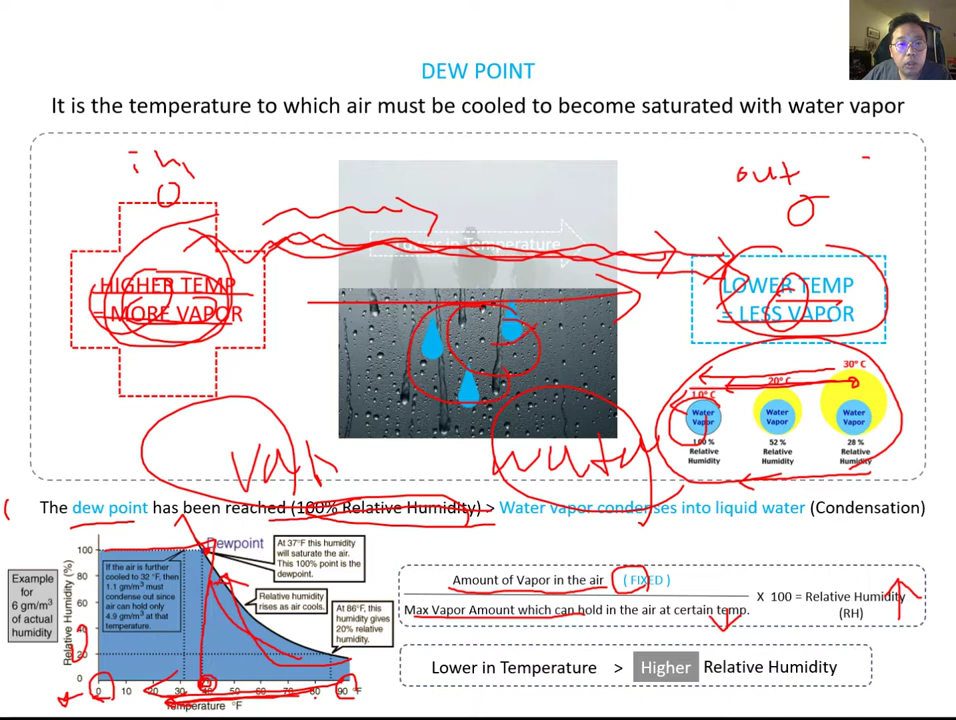 DEW POINT
It is the temperature to which air must be cooled to become saturated with water vapor
in
out
Lower in Temperature
HIGHER TEMP
= MORE VAPOR
LOWER TEMP
= LESS VAPOR
30° C
20° C
10° C
Water Vapor
Water Vapor
Water Vapor
100 % Relative Humidity
52 % Relative Humidity
28 % Relative Humidity
water
The dew point has been reached (100% Relative Humidity) > Water vapor condenses into liquid water (Condensation)
Example
for
6 gm/m³
of actual
humidity
Relative Humidity (%)
100
80
60
40
20
0
Dewpoint
If the air is further
cooled to 32 °F, then
1.1 gm/m³ must
condense out since
air can hold only
4.9 gm/m³ at that
temperature.
At 37°F this humidity
will saturate the air.
This 100% point is the
dewpoint.
Relative humidity
rises as air cools.
At 86°F, this
humidity gives
20% relative
humidity.
0 10 20 30 40 50 60 70 80 90 °F
Temperature °F
Amount of Vapor in the air (FIXED)
Max Vapor Amount which can hold in the air at certain temp.
X 100 = Relative Humidity
(RH)
Lower in Temperature > Higher Relative Humidity